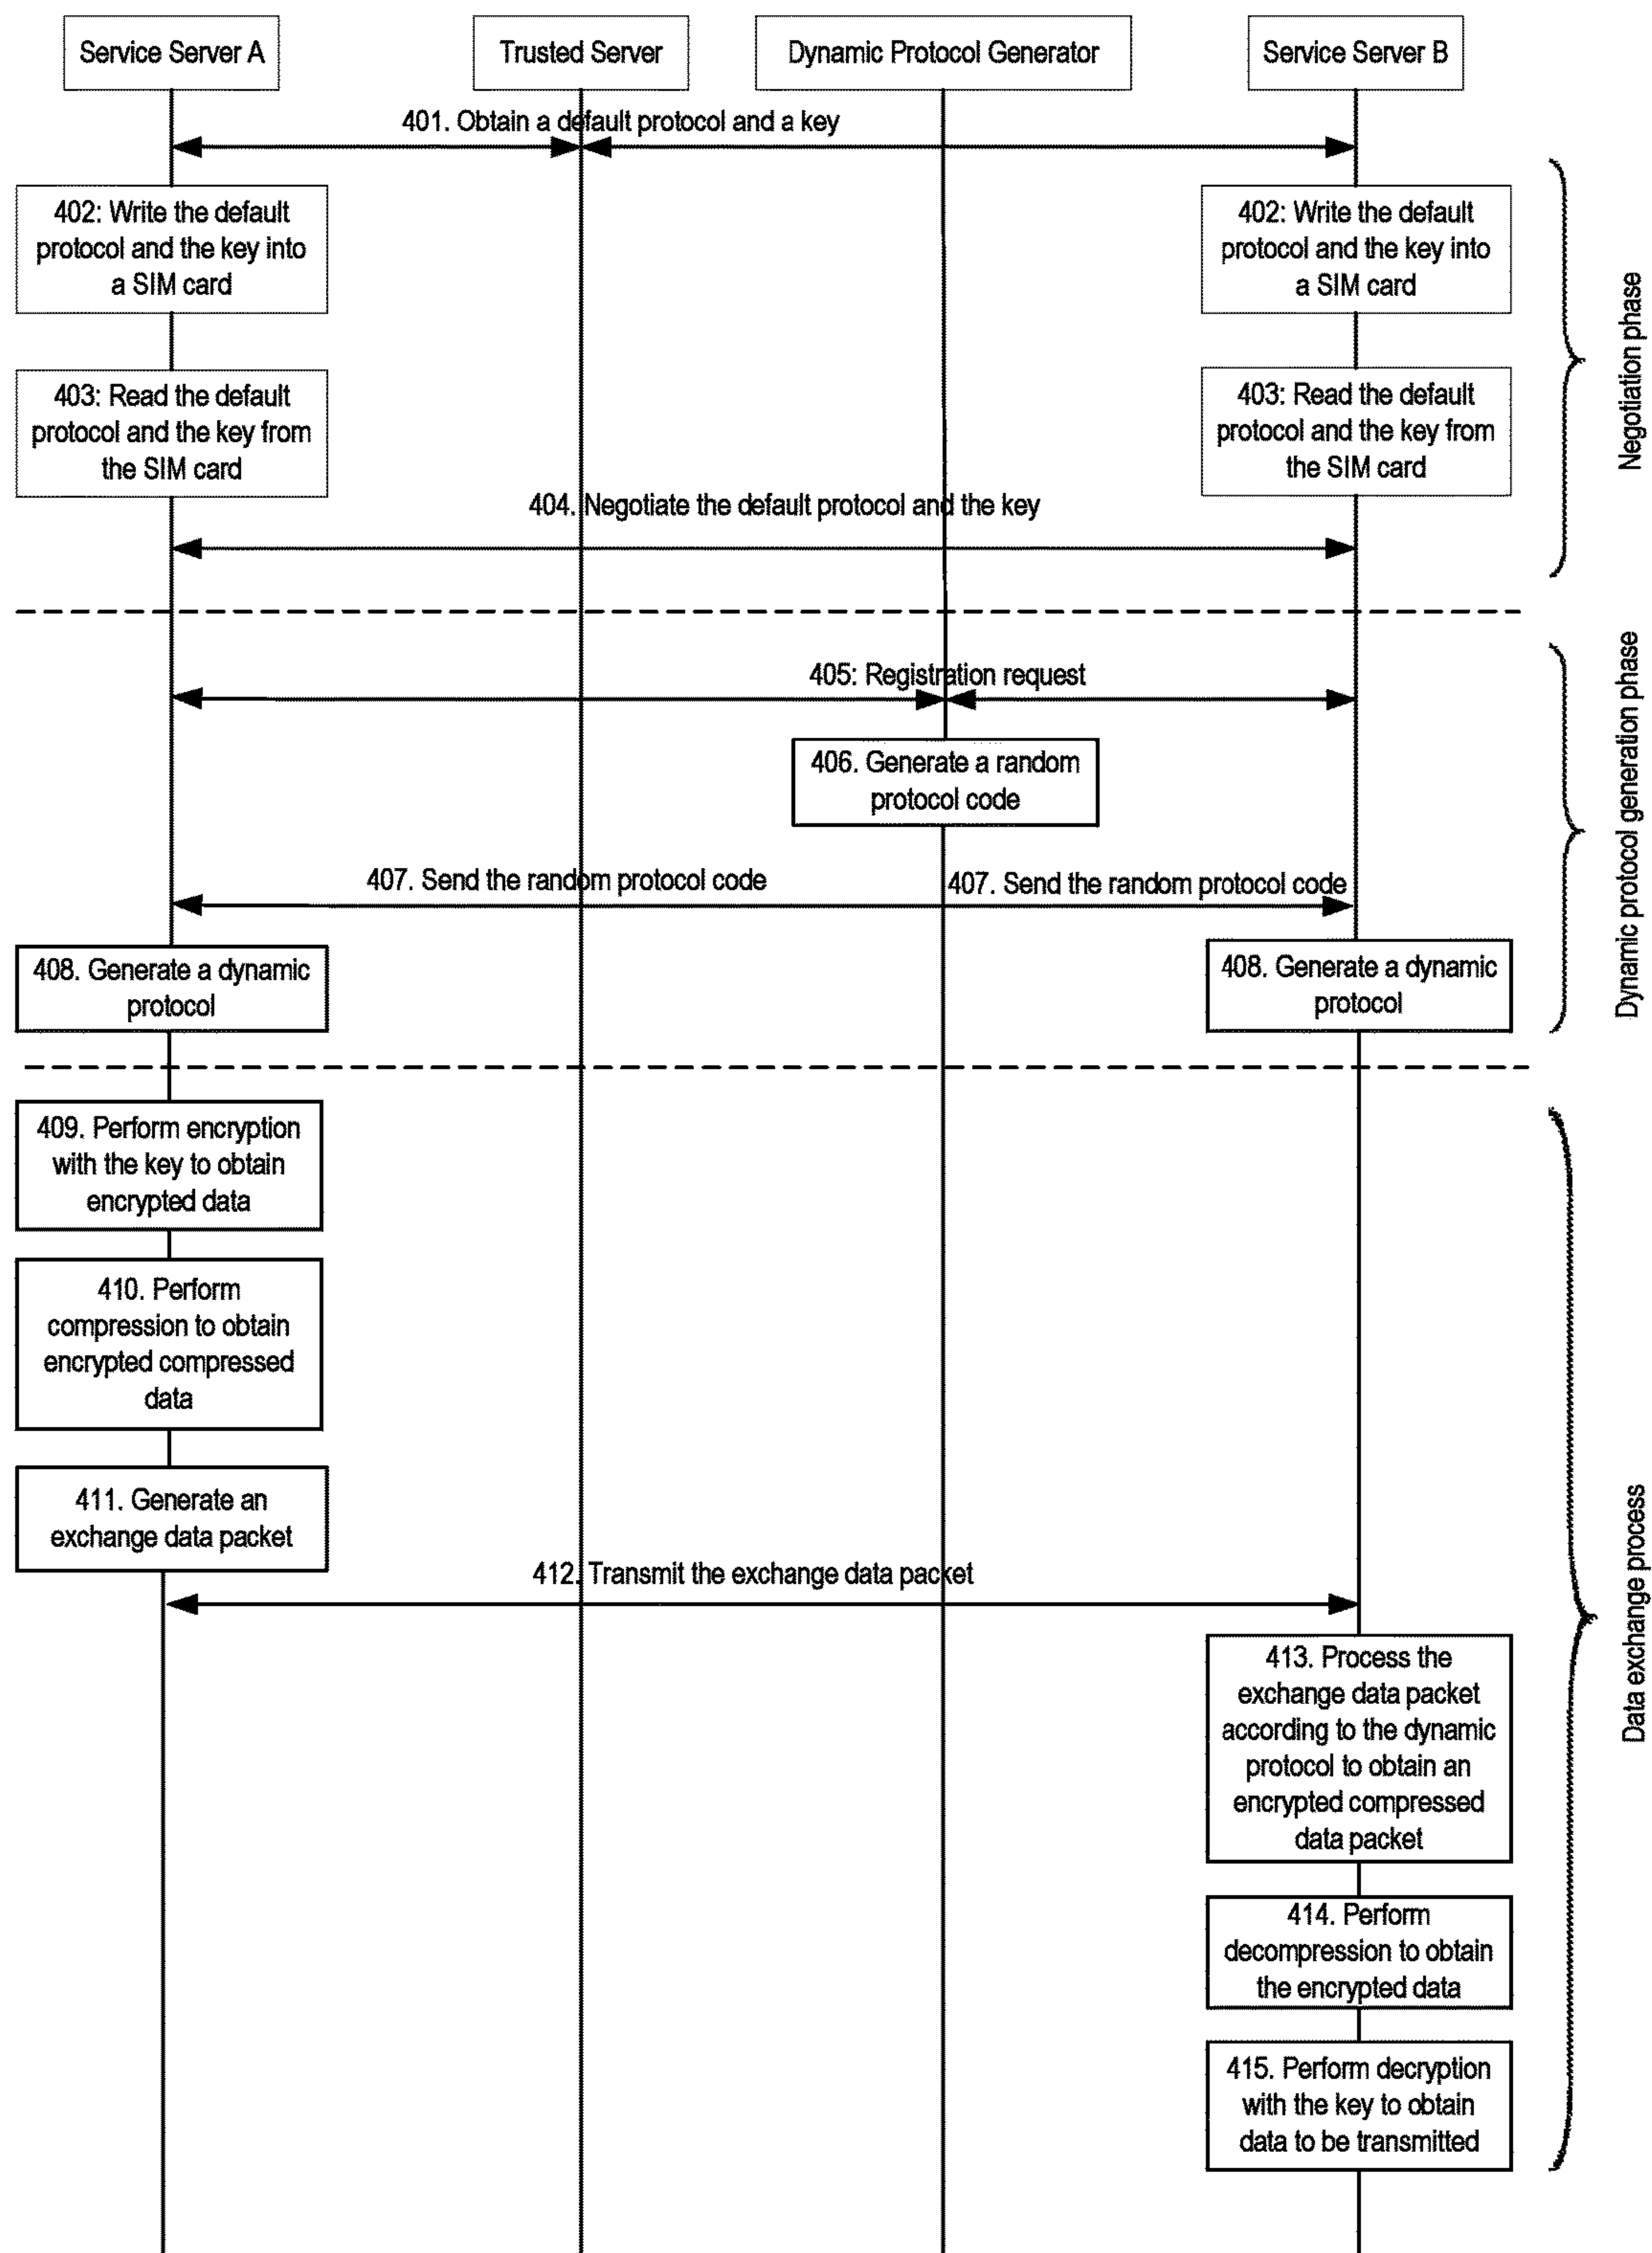 Service Server A
Trusted Server
Dynamic Protocol Generator
Service Server B
401. Obtain a default protocol and a key
402: Write the default
protocol and the key into
a SIM card
402: Write the default
protocol and the key into
a SIM card
403: Read the default
protocol and the key from
the SIM card
403: Read the default
protocol and the key from
the SIM card
404. Negotiate the default protocol and the key
Negotiation phase
405: Registration request
406. Generate a random
protocol code
407. Send the random protocol code
407. Send the random protocol code
408. Generate a dynamic
protocol
408. Generate a dynamic
protocol
Dynamic protocol generation phase
409. Perform encryption
with the key to obtain
encrypted data
410. Perform
compression to obtain
encrypted compressed
data
411. Generate an
exchange data packet
412. Transmit the exchange data packet
413. Process the
exchange data packet
according to the dynamic
protocol to obtain an
encrypted compressed
data packet
414. Perform
decompression to obtain
the encrypted data
415. Perform decryption
with the key to obtain
data to be transmitted
Data exchange process